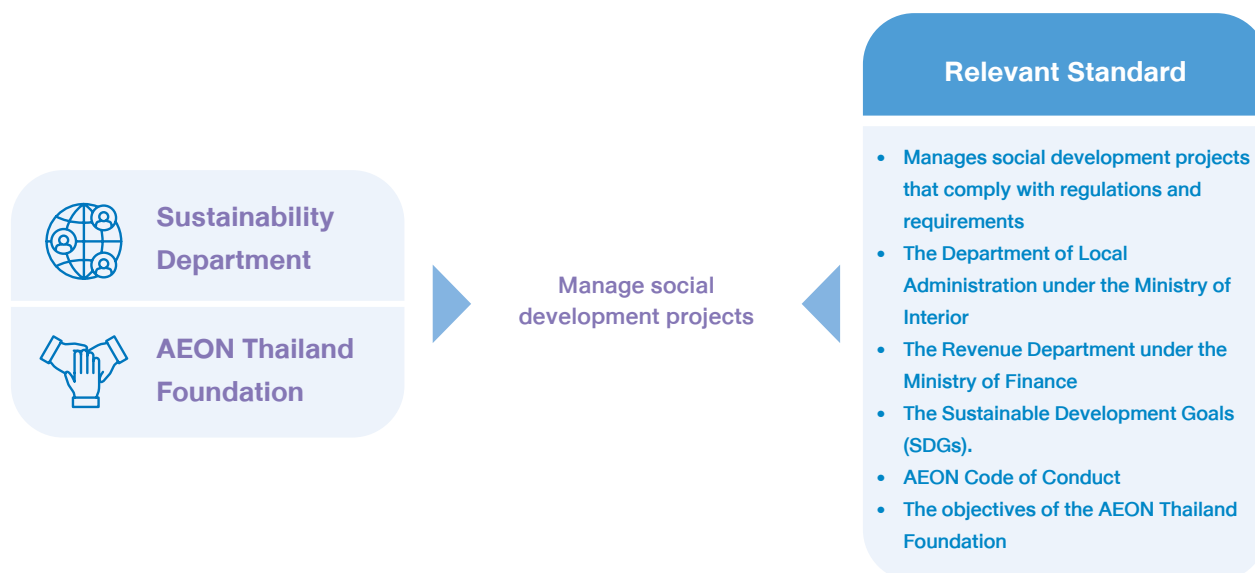 Sustainability
Department
AEON Thailand
Foundation
Manage social
development projects
Relevant Standard
• Manages social development projects
that comply with regulations and
requirements
• The Department of Local
Administration under the Ministry of
Interior
• The Revenue Department under the
Ministry of Finance
• The Sustainable Development Goals
(SDGs).
• AEON Code of Conduct
• The objectives of the AEON Thailand
Foundation